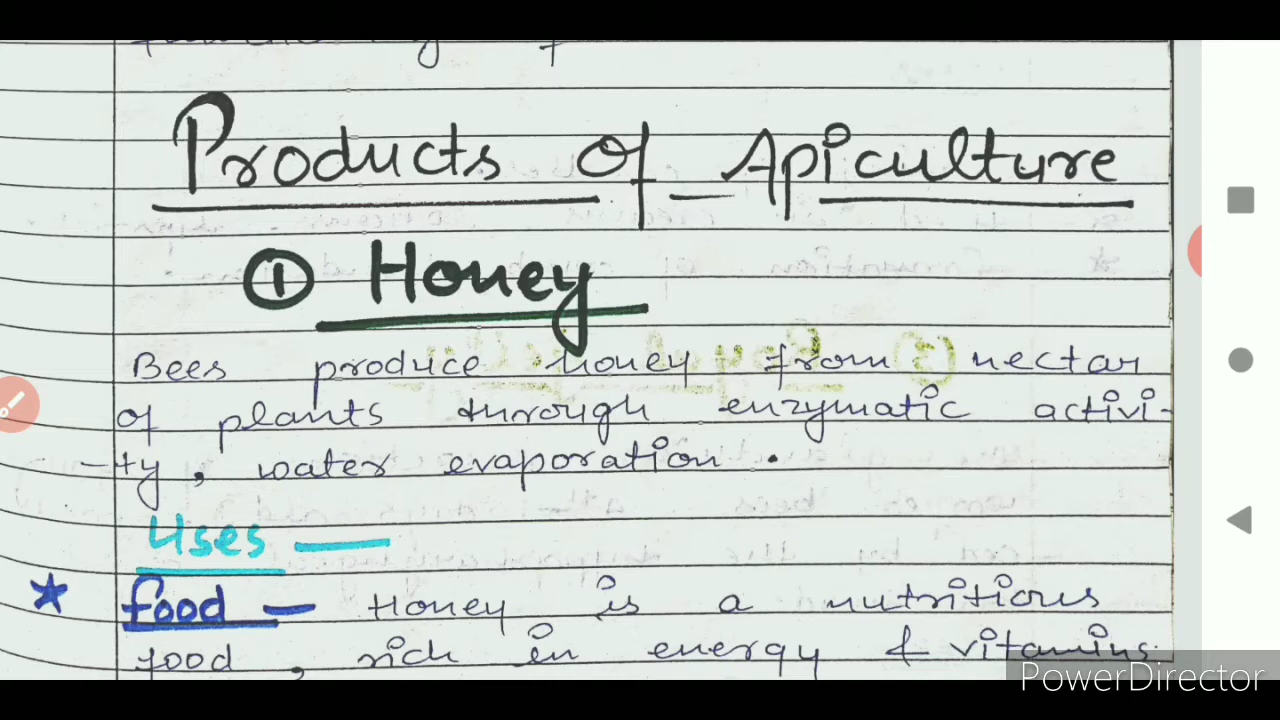 Products Of Apiculture
① Honey
Bees produce honey from nectar
of plants through enzymatic activi-
-ty, water evaporation.
Uses —
★ food — Honey is a nutritious
food, rich in energy & vitamins.
PowerDirector